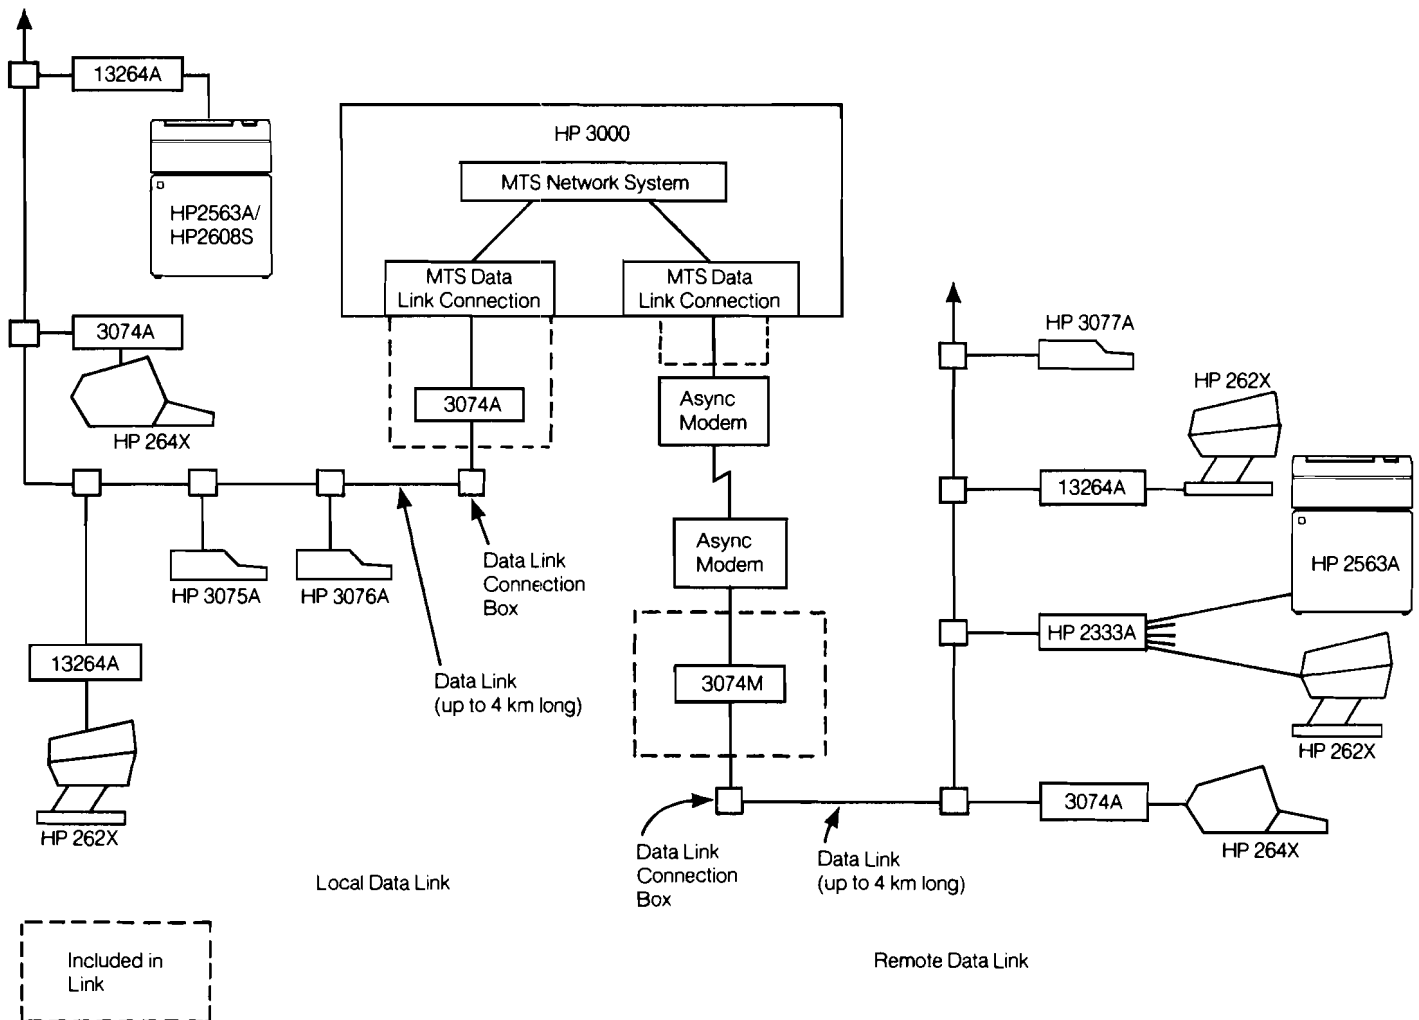 13264A
HP2563A/
HP2608S
3074A
HP 264X
HP 3000
MTS Network System
MTS Data
Link Connection
MTS Data
Link Connection
3074A
Async
Modem
Async
Modem
3074M
HP 3075A
HP 3076A
Data Link
Connection
Box
Data Link
(up to 4 km long)
13264A
HP 262X
Local Data Link
Included in
Link
HP 3077A
HP 262X
13264A
HP 2563A
HP 2333A
HP 262X
3074A
HP 264X
Data Link
Connection
Box
Data Link
(up to 4 km long)
Remote Data Link